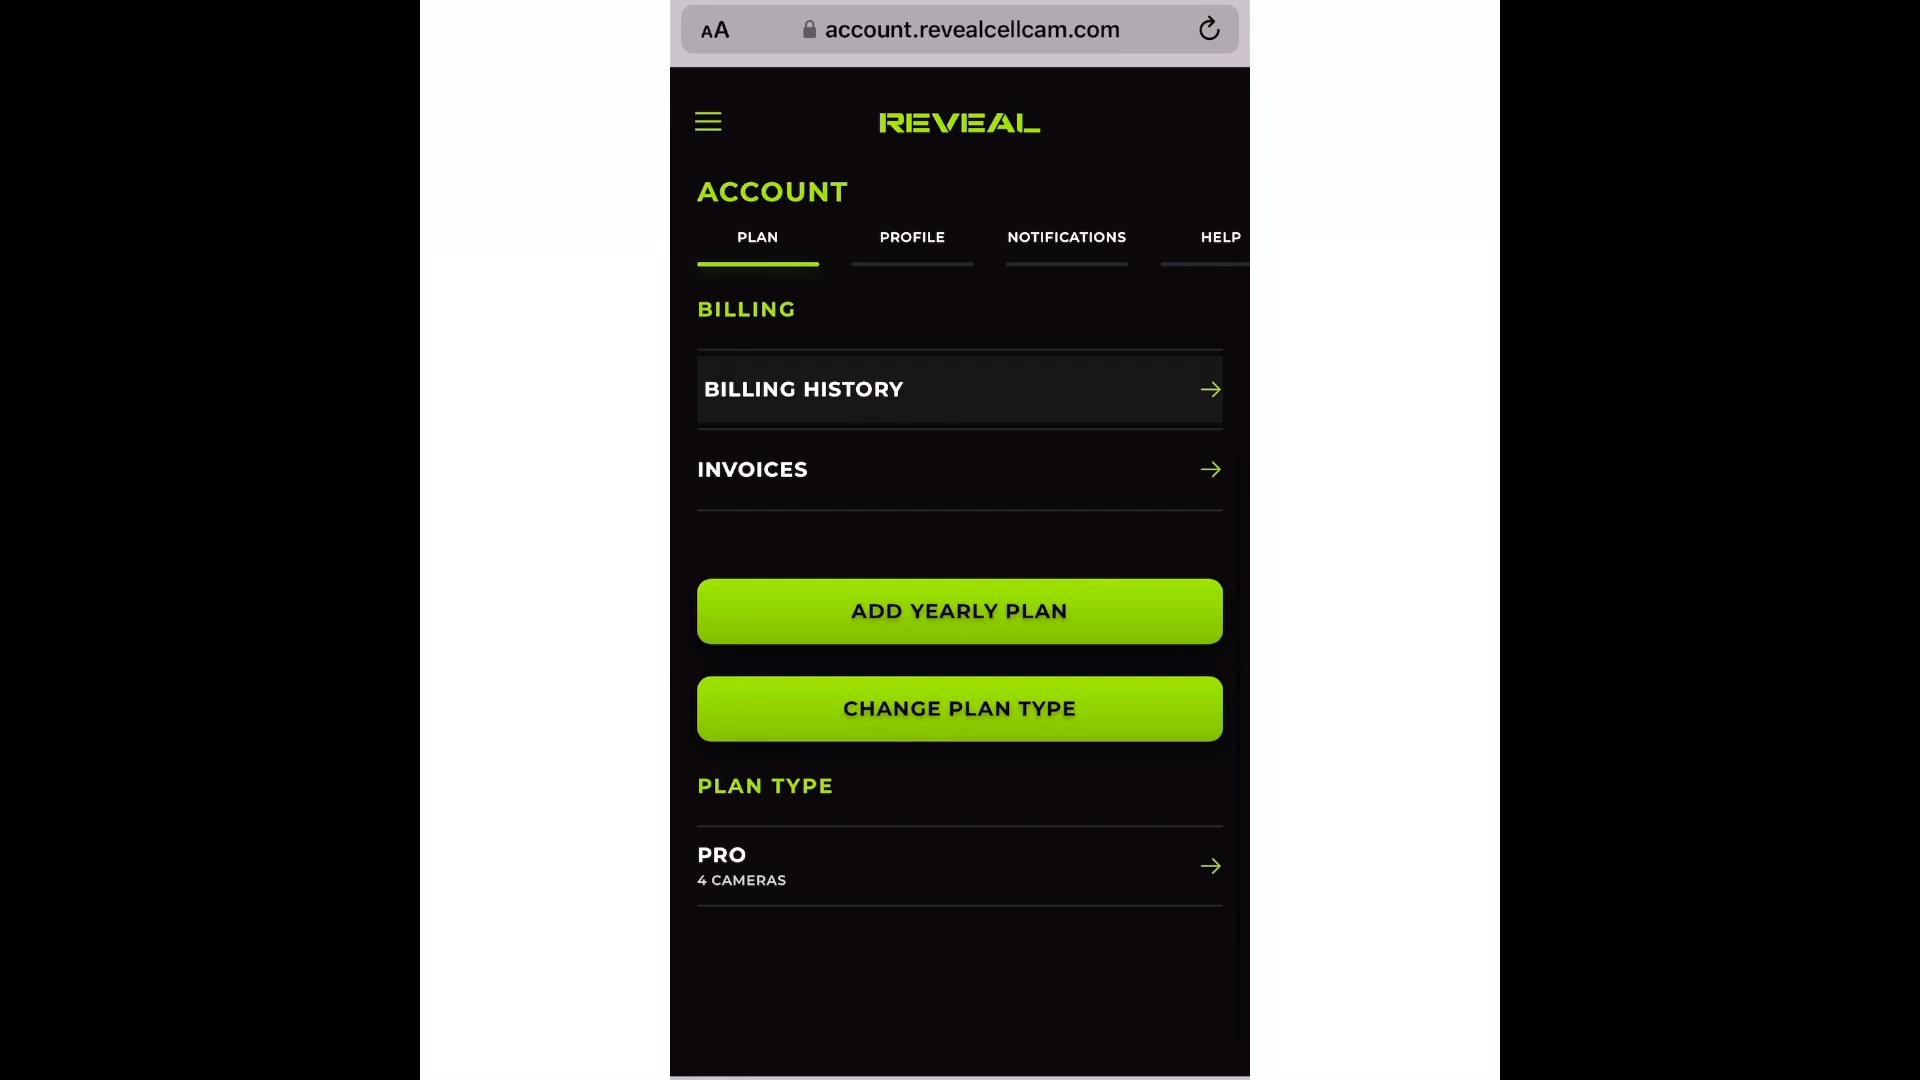 AA account.revealcellcam.com
REVEAL
ACCOUNT
PLAN PROFILE NOTIFICATIONS HELP
BILLING
BILLING HISTORY
INVOICES
ADD YEARLY PLAN
CHANGE PLAN TYPE
PLAN TYPE
PRO
4 CAMERAS